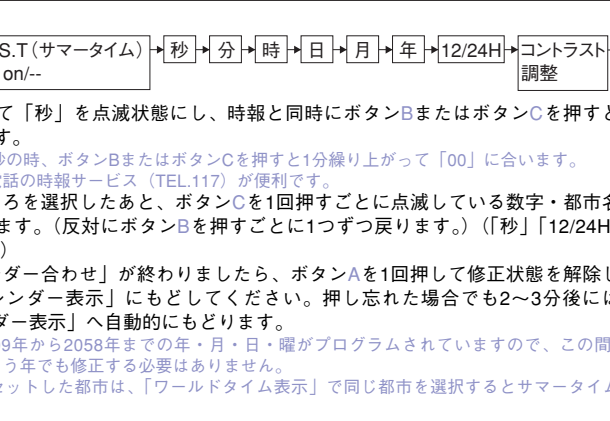 S.T(サマータイム) 秒 分 時 日 月 年 12/24H コントラスト
on/-- 調整
て「秒」を点滅状態にし、時報と同時にボタンBまたはボタンCを押すと
す。
秒の時、ボタンBまたはボタンCを押すと1分繰り上がって「00」に合います。
電話の時報サービス(TEL.117)が便利です。
ろを選択したあと、ボタンCを1回押すごとに点滅している数字・都市名
ます。(反対にボタンBを押すごとに1つずつ戻ります。)(「秒」「12/24H
)
ダー合わせ」が終わりましたら、ボタンAを1回押して修正状態を解除し
レンダー表示」にもどしてください。押し忘れた場合でも2〜3分後には
ダー表示」へ自動的にもどります。
99年から2058年までの年・月・日・曜がプログラムされていますので、この間
う年でも修正する必要はありません。
セットした都市は、「ワールドタイム表示」で同じ都市を選択するとサマータイム